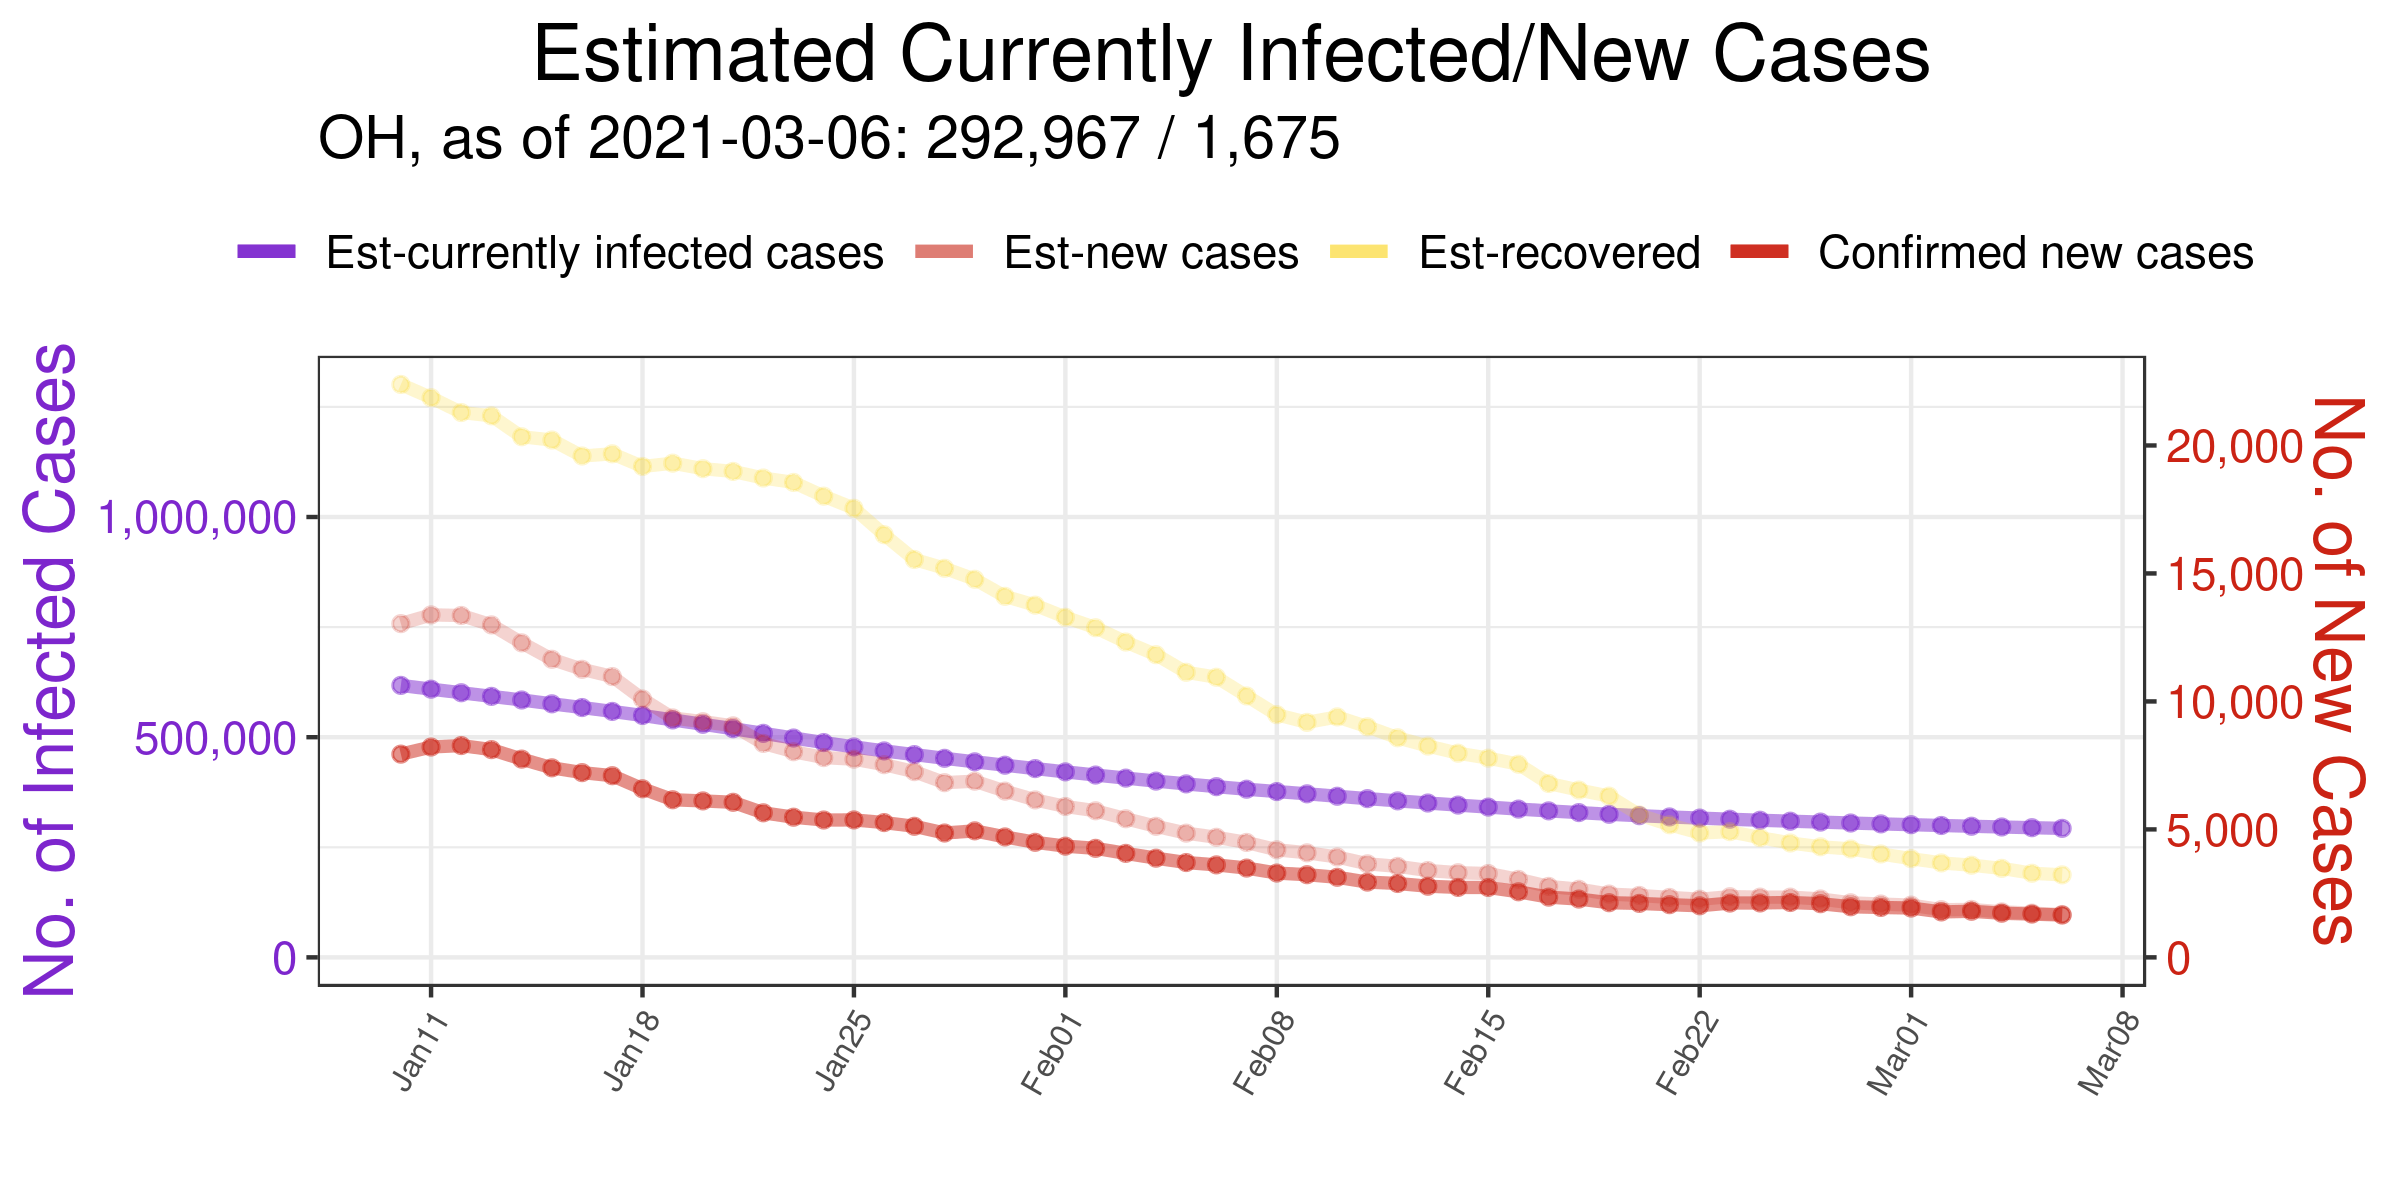 Estimated Currently Infected/New Cases
OH, as of 2021-03-06: 292,967 / 1,675
Est-currently infected cases Est-new cases Est-recovered Confirmed new cases
No. of Infected Cases
1,000,000
500,000
0
20,000
15,000
10,000
5,000
0
No. of New Cases
Jan11 Jan18 Jan25 Feb01 Feb08 Feb15 Feb22 Mar01 Mar08